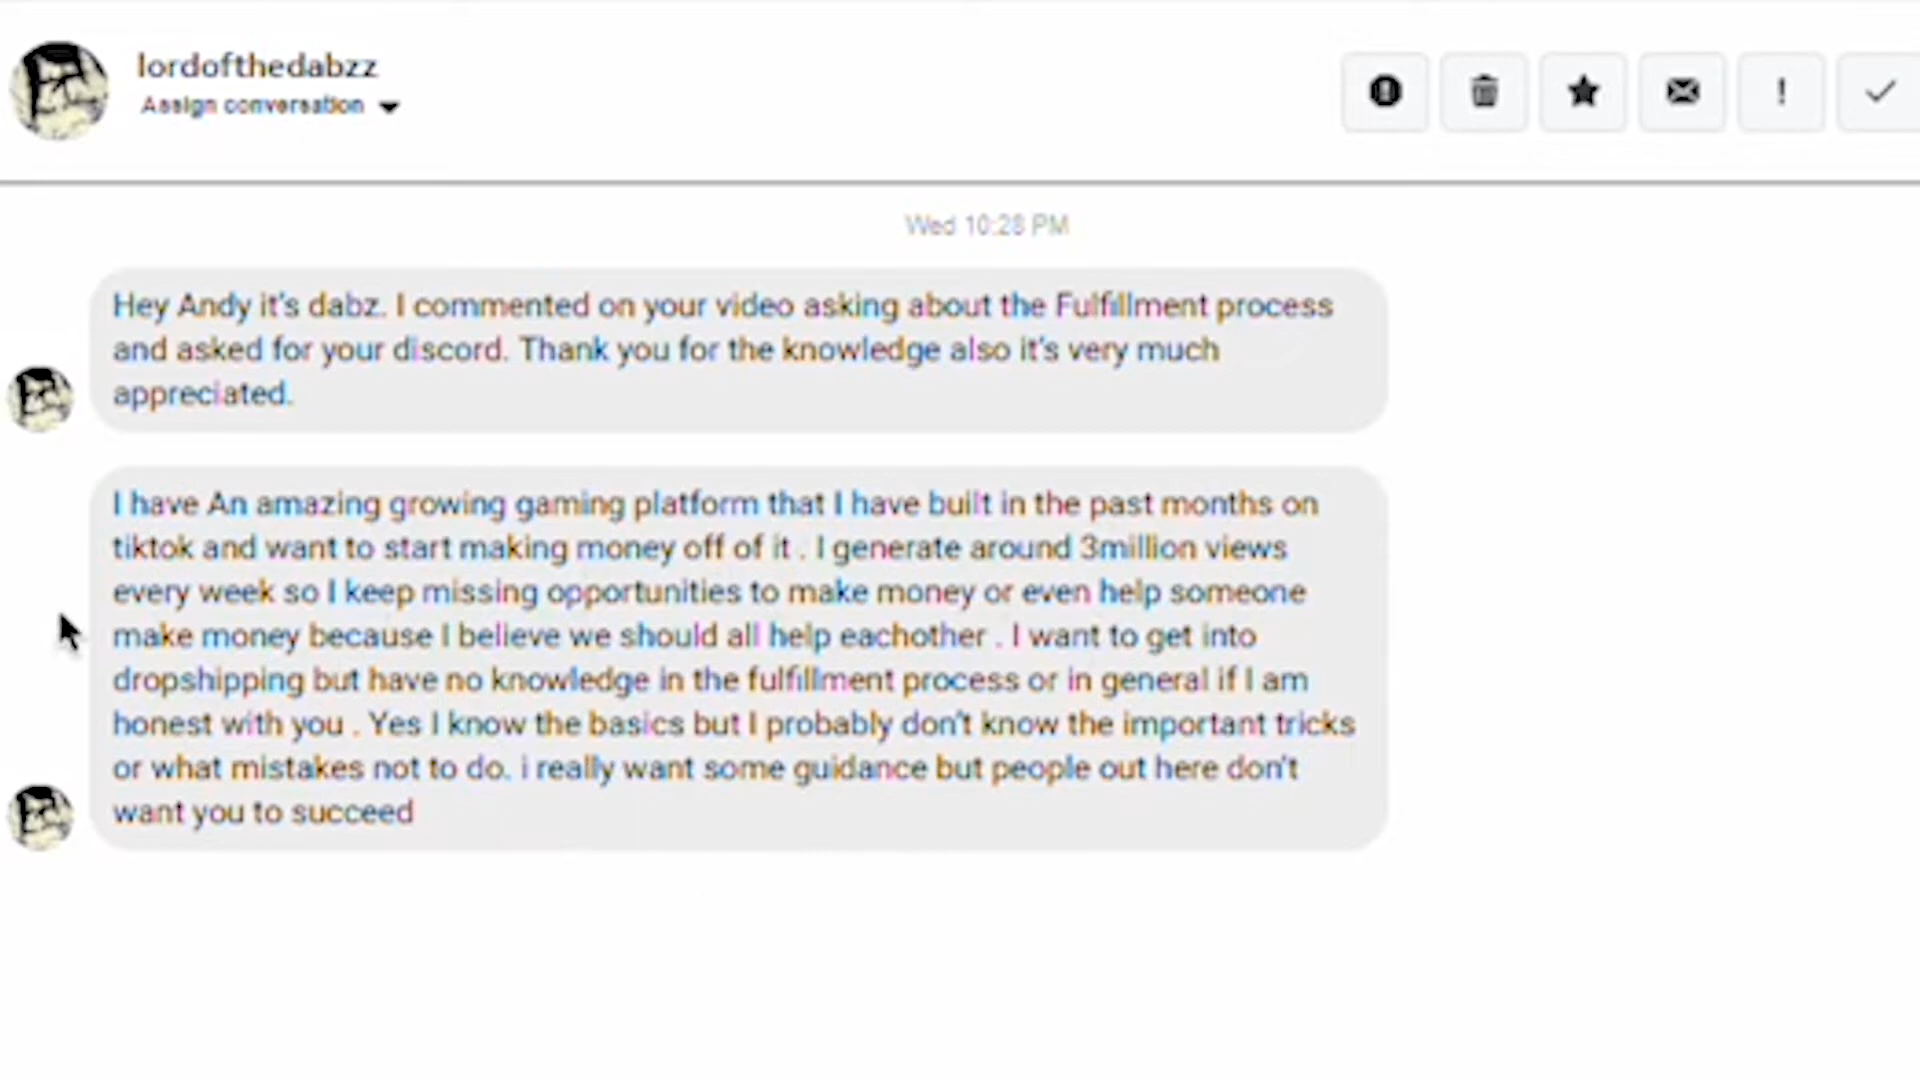 lordofthedabzz
Assign conversation
Wed 10:28 PM
Hey Andy it's dabz. I commented on your video asking about the Fulfillment process
and asked for your discord. Thank you for the knowledge also it's very much
appreciated.
I have An amazing growing gaming platform that I have built in the past months on
tiktok and want to start making money off of it . I generate around 3million views
every week so I keep missing opportunities to make money or even help someone
make money because I believe we should all help eachother . I want to get into
dropshipping but have no knowledge in the fulfillment process or in general if I am
honest with you . Yes I know the basics but I probably don't know the important tricks
or what mistakes not to do. i really want some guidance but people out here don't
want you to succeed